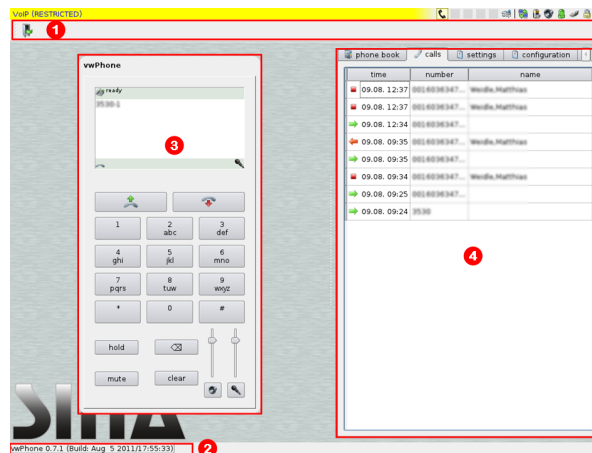 VoIP (RESTRICTED)
1
vwPhone
ready
3530-1
3
1
2
abc
3
def
4
ghi
5
jkl
6
mno
7
pqrs
8
tuw
9
wxyz
*
0
#
hold
mute
clear
phone book
calls
settings
configuration
time
number
name
09.08. 12:37
09.08. 12:37
09.08. 12:34
09.08. 09:35
09.08. 09:35
09.08. 09:34
09.08. 09:25
09.08. 09:24 3530
4
SINA
vwPhone 0.7.1 (Build: Aug 5 2011/17:55:33)
2